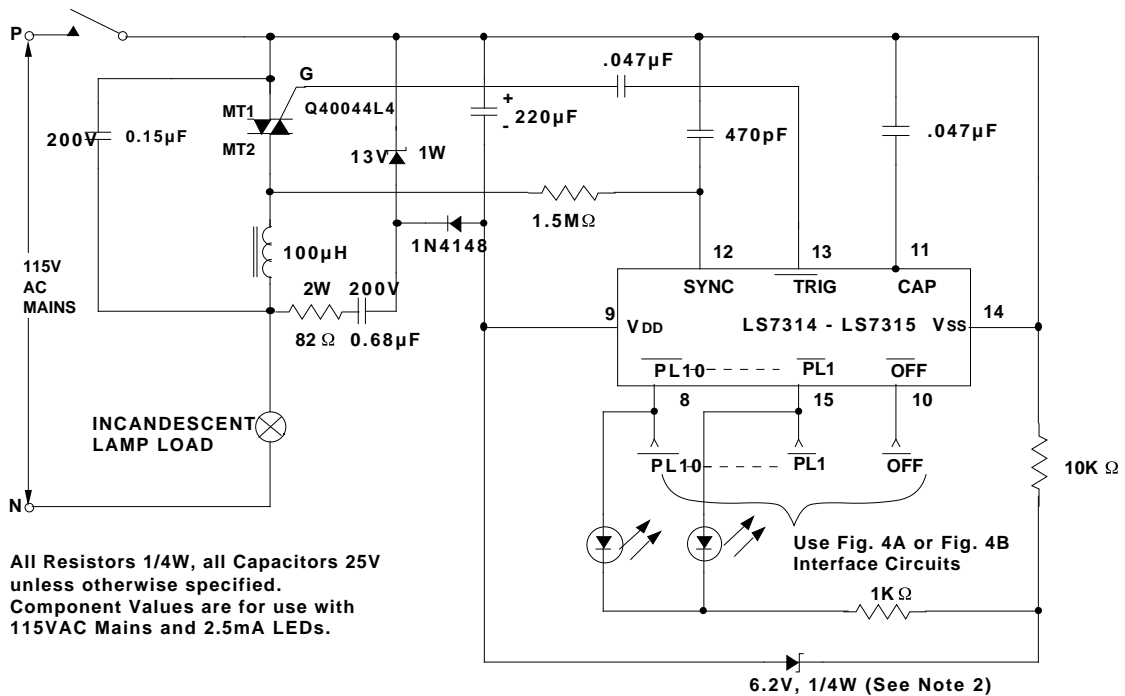 P
G
.047µF
MT1
Q40044L4
MT2
200V
0.15µF
+
-
220µF
470pF
.047µF
13V
1W
1.5MΩ
1N4148
100µH
115V
AC
MAINS
2W
200V
82 Ω
0.68µF
12
13
11
SYNC
TRIG
CAP
9
VDD
LS7314 - LS7315
VSS
14
PL10
PL1
OFF
8
15
10
INCANDESCENT
LAMP LOAD
PL10
PL1
OFF
10K Ω
N
Use Fig. 4A or Fig. 4B
Interface Circuits
All Resistors 1/4W, all Capacitors 25V
unless otherwise specified.
Component Values are for use with
115VAC Mains and 2.5mA LEDs.
1K Ω
6.2V, 1/4W (See Note 2)